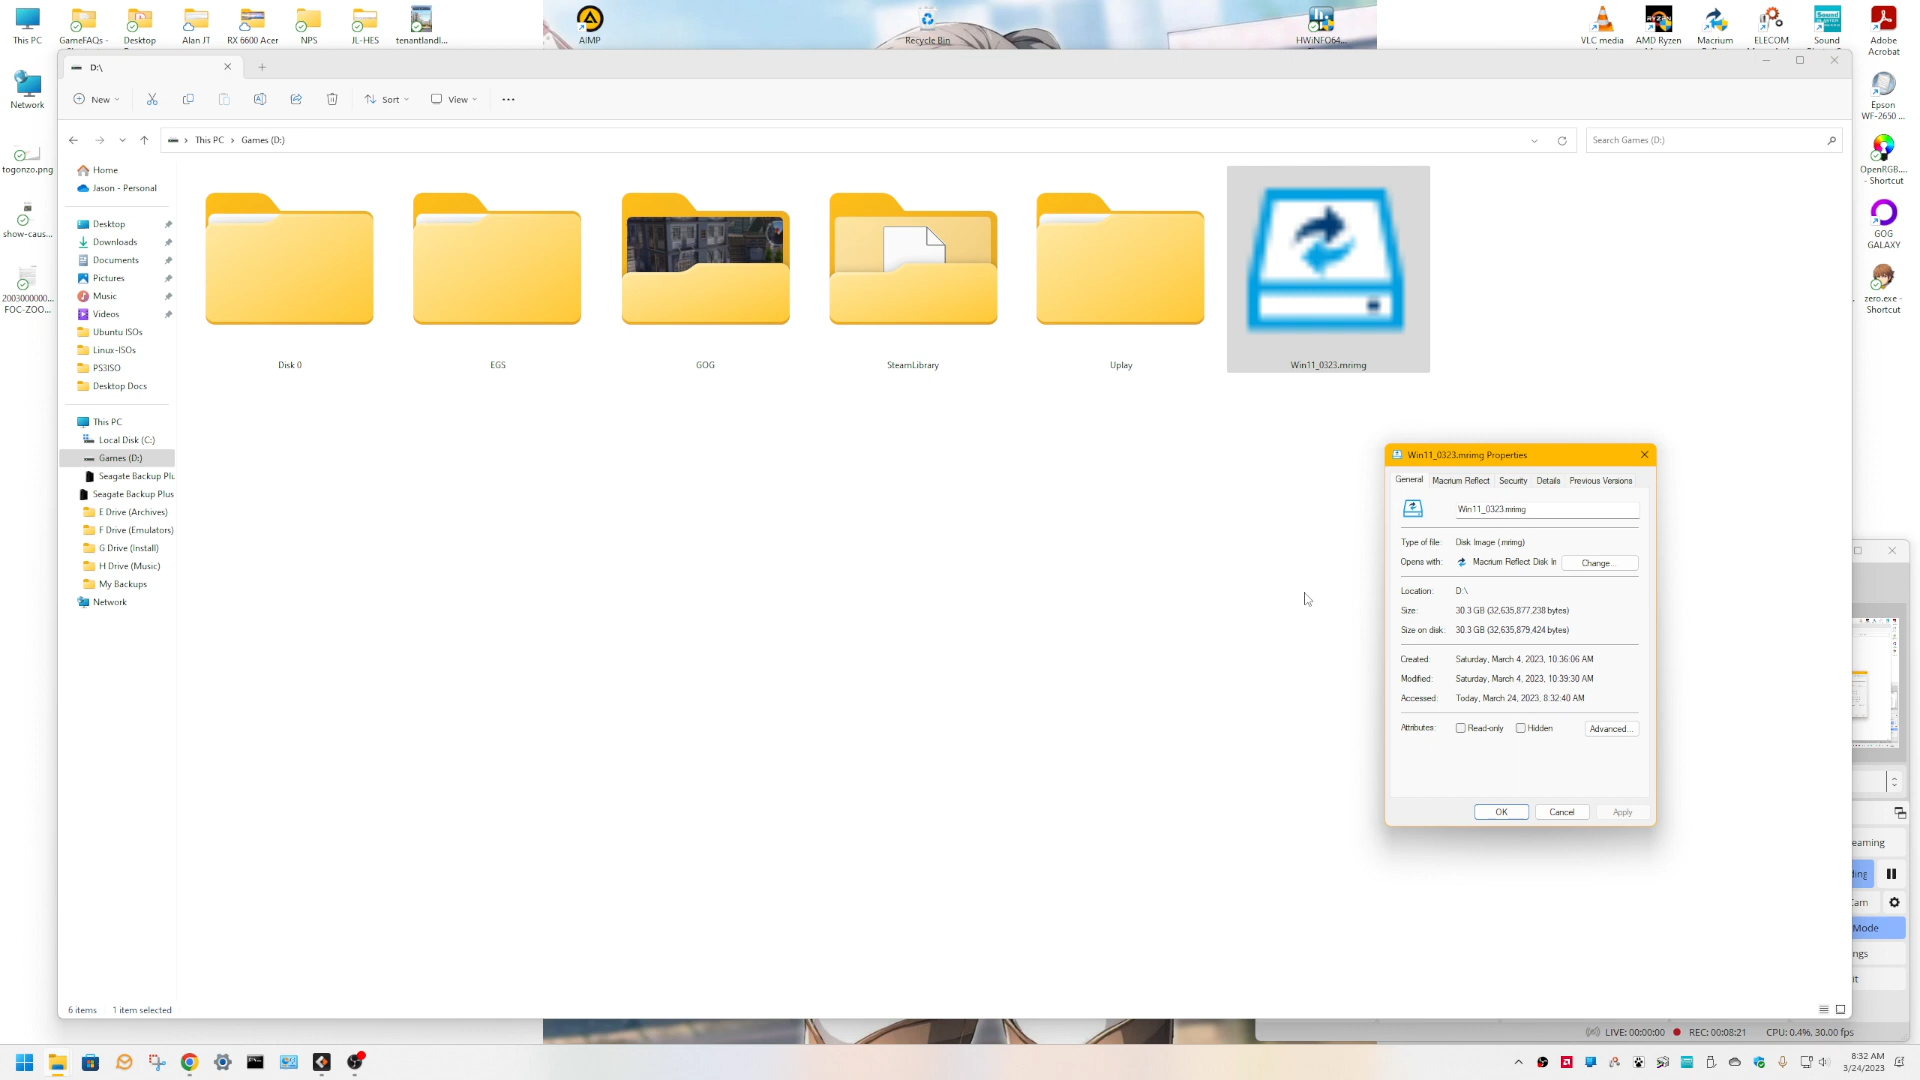 This PC
GameFAQs -
Desktop
Alan JT
RX 6600 Acer
NPS
JL-HES
tenantlandl...
AIMP
Recycle Bin
HWiNFO64...
VLC media
AMD Ryzen
Macrium
ELECOM
Sound
Adobe
Acrobat
D:\
Network
New
Sort
View
Epson
WF-2650 ...
This PC
Games (D:)
Search Games (D:)
togonzo.png
OpenRGB....
- Shortcut
Home
Jason - Personal
show-caus...
Desktop
Downloads
Documents
Pictures
Music
Videos
Ubuntu ISOs
Linux-ISOs
PS3ISO
Desktop Docs
GOG
GALAXY
2003000000...
FOC-ZOO...
zero.exe -
Shortcut
Disk 0
EGS
GOG
SteamLibrary
Uplay
Win11_0323.mrimg
This PC
Local Disk (C:)
Games (D:)
Seagate Backup Plu
Seagate Backup Plus
E Drive (Archives)
F Drive (Emulators)
G Drive (Install)
H Drive (Music)
My Backups
Network
Win11_0323.mrimg Properties
General
Macrium Reflect
Security
Details
Previous Versions
Win11_0323.mrimg
Type of file: Disk Image (.mrimg)
Opens with: Macrium Reflect Disk In
Change...
Location: D:\
Size: 30.3 GB (32,635,877,238 bytes)
Size on disk: 30.3 GB (32,635,879,424 bytes)
Created: Saturday, March 4, 2023, 10:36:06 AM
Modified: Saturday, March 4, 2023, 10:39:30 AM
Accessed: Today, March 24, 2023, 8:32:40 AM
Attributes: Read-only Hidden
Advanced...
OK
Cancel
Apply
eaming
ding
Cam
Mode
ngs
it
6 items
1 item selected
LIVE: 00:00:00
REC: 00:08:21
CPU: 0.4%, 30.00 fps
8:32 AM
3/24/2023